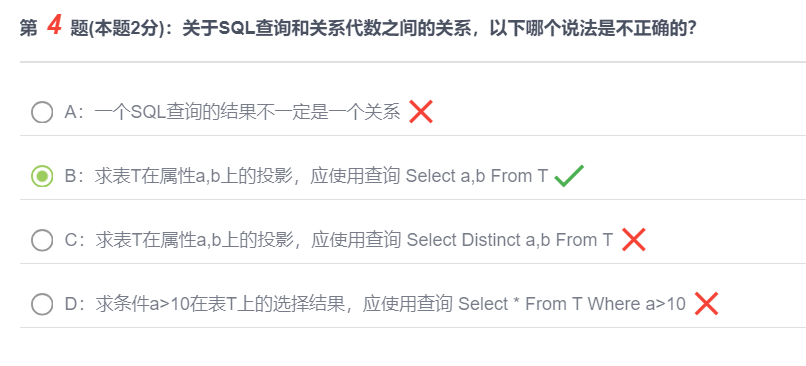 第 4 题(本题2分)：关于SQL查询和关系代数之间的关系，以下哪个说法是不正确的?
A：一个SQL查询的结果不一定是一个关系
B：求表T在属性a,b上的投影，应使用查询 Select a,b From T
C：求表T在属性a,b上的投影，应使用查询 Select Distinct a,b From T
D：求条件a>10在表T上的选择结果，应使用查询 Select * From T Where a>10